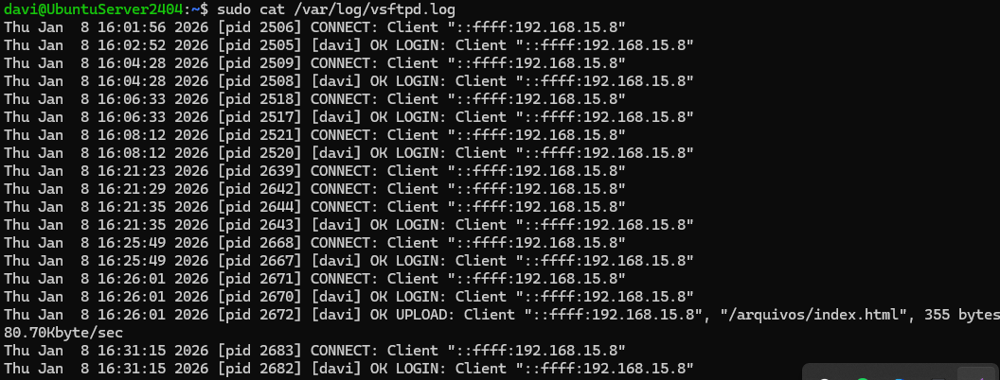 davi@UbuntuServer2404:~$ sudo cat /var/log/vsftpd.log
Thu Jan  8 16:01:56 2026 [pid 2506] CONNECT: Client "::ffff:192.168.15.8"
Thu Jan  8 16:02:52 2026 [pid 2505] [davi] OK LOGIN: Client "::ffff:192.168.15.8"
Thu Jan  8 16:04:28 2026 [pid 2509] CONNECT: Client "::ffff:192.168.15.8"
Thu Jan  8 16:04:28 2026 [pid 2508] [davi] OK LOGIN: Client "::ffff:192.168.15.8"
Thu Jan  8 16:06:33 2026 [pid 2518] CONNECT: Client "::ffff:192.168.15.8"
Thu Jan  8 16:06:33 2026 [pid 2517] [davi] OK LOGIN: Client "::ffff:192.168.15.8"
Thu Jan  8 16:08:12 2026 [pid 2521] CONNECT: Client "::ffff:192.168.15.8"
Thu Jan  8 16:08:12 2026 [pid 2520] [davi] OK LOGIN: Client "::ffff:192.168.15.8"
Thu Jan  8 16:21:23 2026 [pid 2639] CONNECT: Client "::ffff:192.168.15.8"
Thu Jan  8 16:21:29 2026 [pid 2642] CONNECT: Client "::ffff:192.168.15.8"
Thu Jan  8 16:21:35 2026 [pid 2644] CONNECT: Client "::ffff:192.168.15.8"
Thu Jan  8 16:21:35 2026 [pid 2643] [davi] OK LOGIN: Client "::ffff:192.168.15.8"
Thu Jan  8 16:25:49 2026 [pid 2668] CONNECT: Client "::ffff:192.168.15.8"
Thu Jan  8 16:25:49 2026 [pid 2667] [davi] OK LOGIN: Client "::ffff:192.168.15.8"
Thu Jan  8 16:26:01 2026 [pid 2671] CONNECT: Client "::ffff:192.168.15.8"
Thu Jan  8 16:26:01 2026 [pid 2670] [davi] OK LOGIN: Client "::ffff:192.168.15.8"
Thu Jan  8 16:26:01 2026 [pid 2672] [davi] OK UPLOAD: Client "::ffff:192.168.15.8", "/arquivos/index.html", 355 bytes
80.70Kbyte/sec
Thu Jan  8 16:31:15 2026 [pid 2683] CONNECT: Client "::ffff:192.168.15.8"
Thu Jan  8 16:31:15 2026 [pid 2682] [davi] OK LOGIN: Client "::ffff:192.168.15.8"